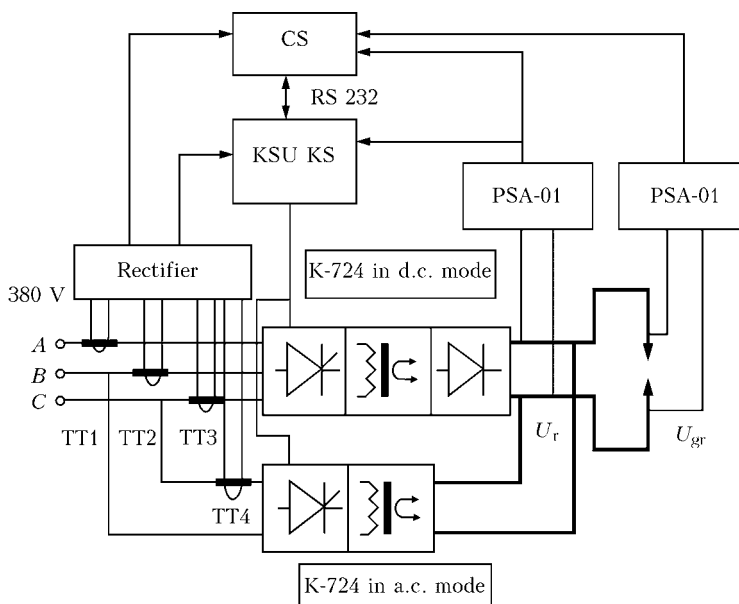 CS
RS 232
KSU KS
PSA-01
PSA-01
Rectifier
K-724 in d.c. mode
380 V
A
B
C
TT1
TT2
TT3
TT4
Ur
Ugr
K-724 in a.c. mode